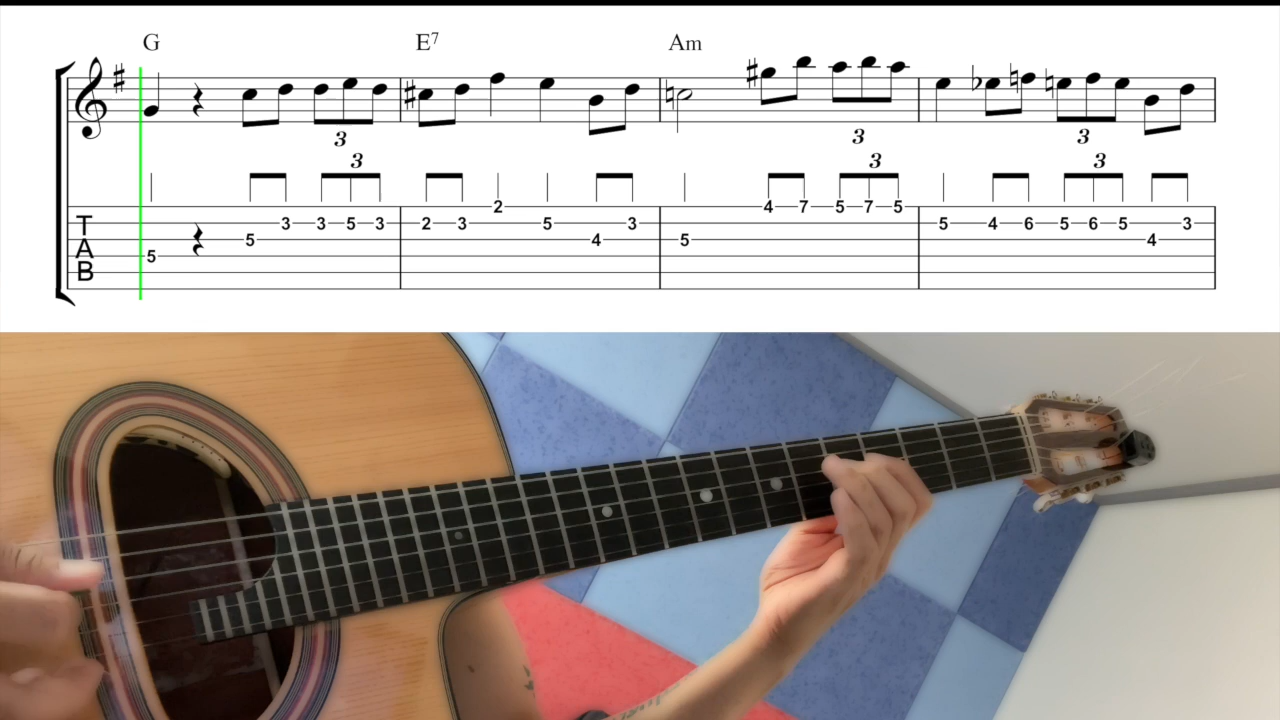 G E7 Am
3 3 3
3 3 3
4 7 5 7 5
2
T 3 3 5 3 2 3 5 3 5 4 6 5 6 5 3
A 5 4 5 4
5
B